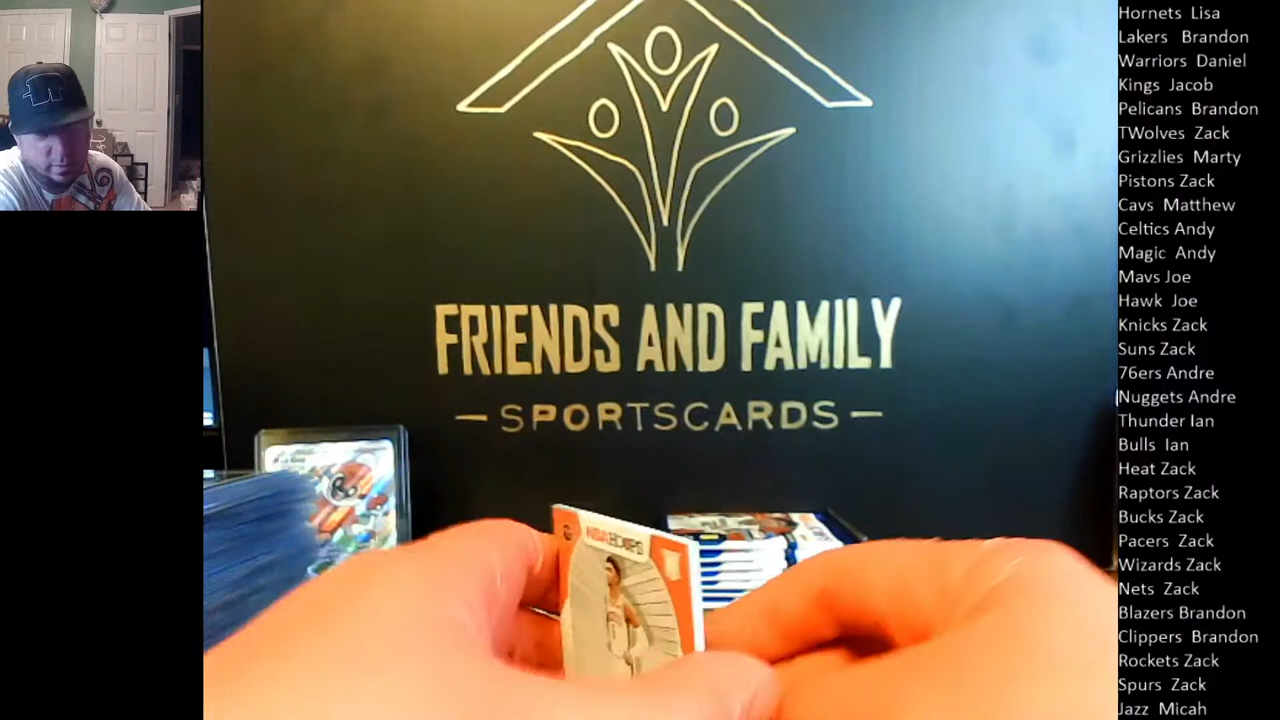 FRIENDS AND FAMILY
SPORTSCARDS
NBA HOOPS
Hornets Lisa
Lakers Brandon
Warriors Daniel
Kings Jacob
Pelicans Brandon
TWolves Zack
Grizzlies Marty
Pistons Zack
Cavs Matthew
Celtics Andy
Magic Andy
Mavs Joe
Hawk Joe
Knicks Zack
Suns Zack
76ers Andre
Nuggets Andre
Thunder Ian
Bulls Ian
Heat Zack
Raptors Zack
Bucks Zack
Pacers Zack
Wizards Zack
Nets Zack
Blazers Brandon
Clippers Brandon
Rockets Zack
Spurs Zack
Jazz Micah